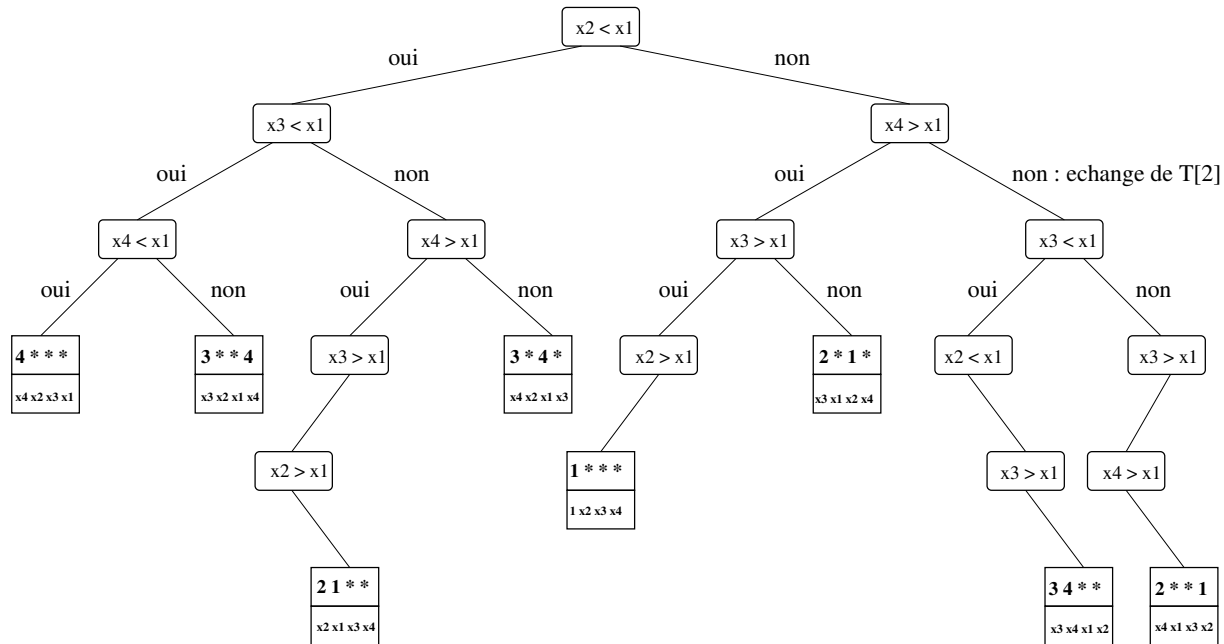 x2 < x1
oui non
x3 < x1 x4 > x1
oui non oui non : echange de T[2]
x4 < x1 x4 > x1 x3 > x1 x3 < x1
oui non oui non oui non oui non
4 * * * 3 * * 4 x3 > x1 3 * 4 * x2 > x1 2 * 1 * x2 < x1 x3 > x1
x4 x2 x3 x1 x3 x2 x1 x4 x4 x2 x1 x3 x3 x1 x2 x4
x2 > x1 1 * * * x3 > x1 x4 > x1
1 x2 x3 x4
2 1 * * 3 4 * * 2 * * 1
x2 x1 x3 x4 x3 x4 x1 x2 x4 x1 x3 x2